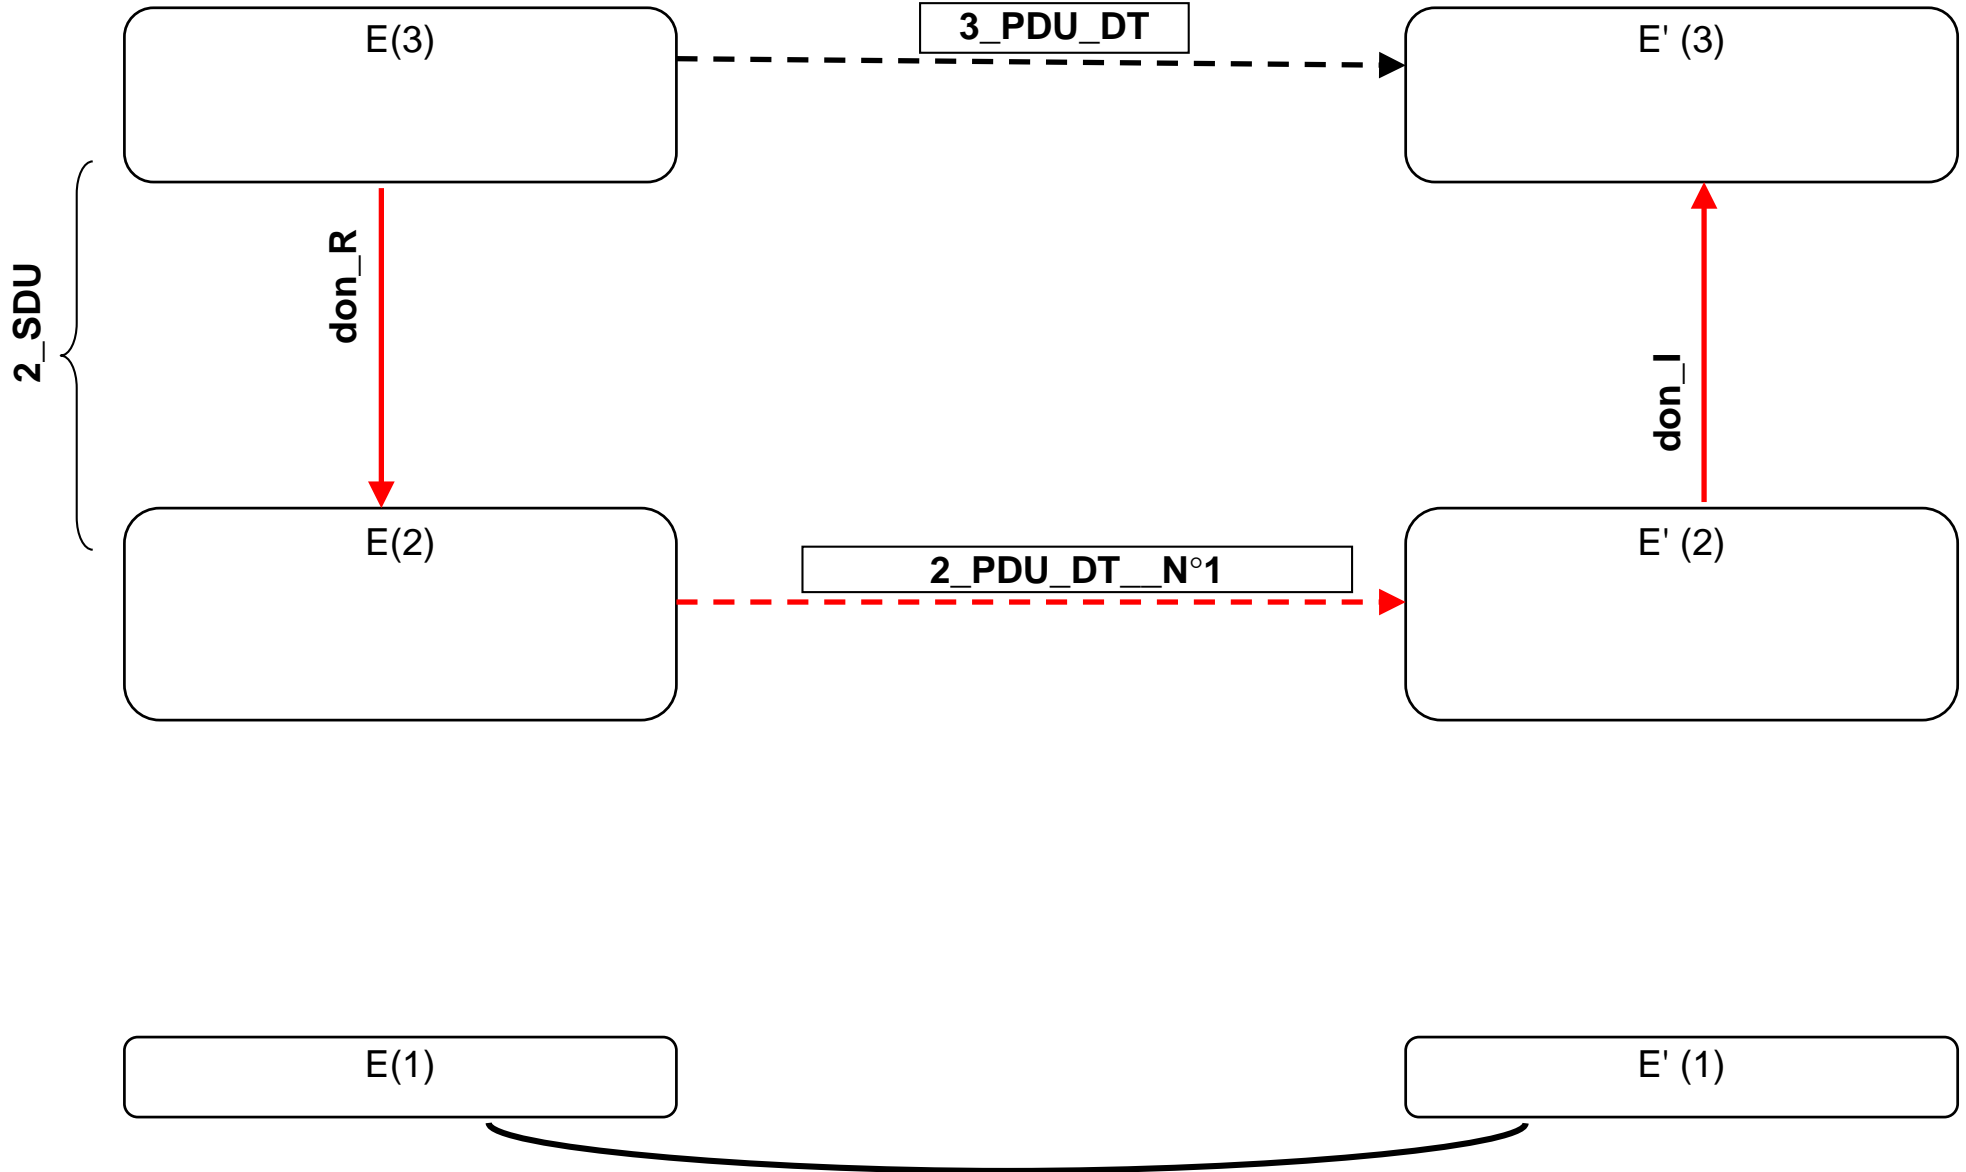 E(3)
3_PDU_DT
E' (3)
2_SDU
don_R
don_I
E(2)
2_PDU_DT__N°1
E' (2)
E(1)
E' (1)